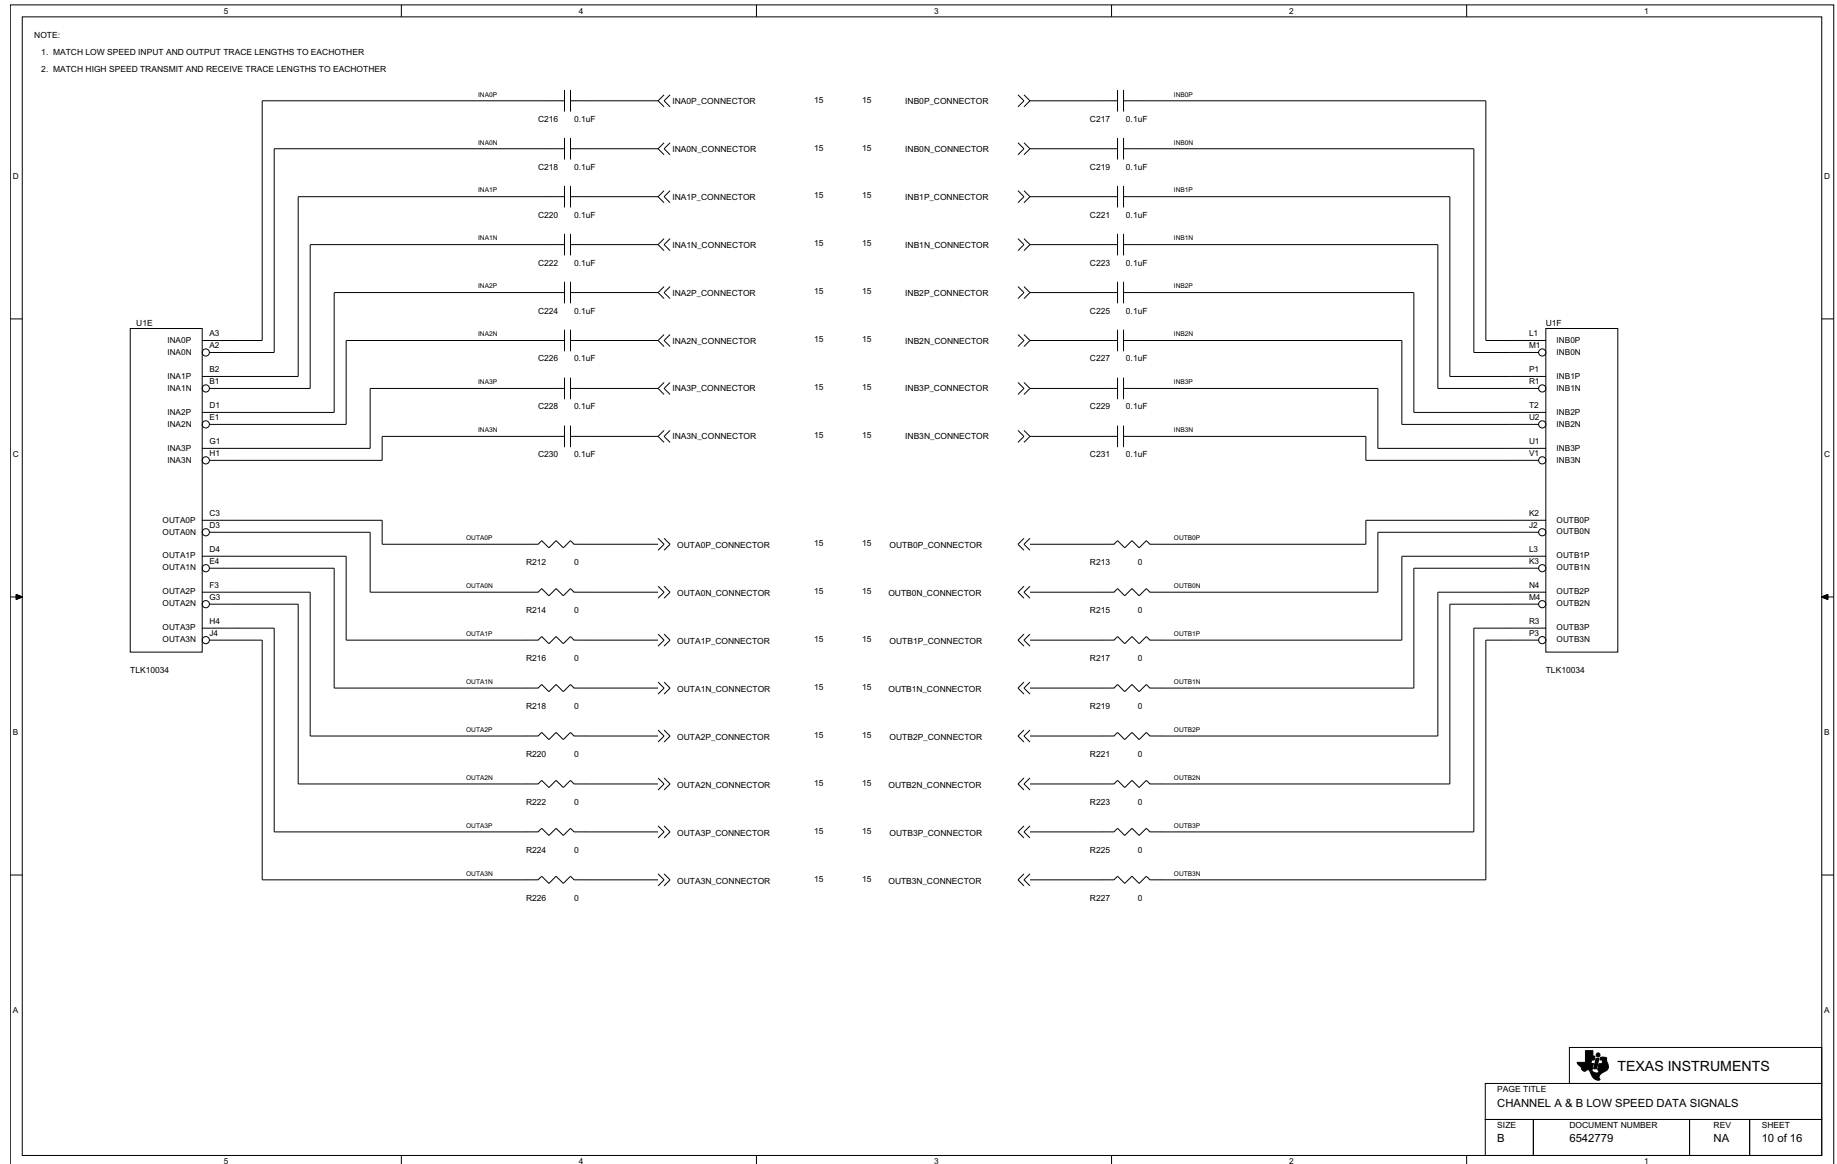 5 4 3 2 1
NOTE:
1. MATCH LOW SPEED INPUT AND OUTPUT TRACE LENGTHS TO EACHOTHER
2. MATCH HIGH SPEED TRANSMIT AND RECEIVE TRACE LENGTHS TO EACHOTHER
INA0P INA0P_CONNECTOR 15 15 INB0P_CONNECTOR INB0P
C216 0.1uF C217 0.1uF
INA0N INA0N_CONNECTOR 15 15 INB0N_CONNECTOR INB0N
C218 0.1uF C219 0.1uF
D D
INA1P INA1P_CONNECTOR 15 15 INB1P_CONNECTOR INB1P
C220 0.1uF C221 0.1uF
INA1N INA1N_CONNECTOR 15 15 INB1N_CONNECTOR INB1N
C222 0.1uF C223 0.1uF
INA2P INA2P_CONNECTOR 15 15 INB2P_CONNECTOR INB2P
C224 0.1uF C225 0.1uF
INA2N INA2N_CONNECTOR 15 15 INB2N_CONNECTOR INB2N
C226 0.1uF C227 0.1uF
INA3P INA3P_CONNECTOR 15 15 INB3P_CONNECTOR INB3P
C228 0.1uF C229 0.1uF
INA3N INA3N_CONNECTOR 15 15 INB3N_CONNECTOR INB3N
C230 0.1uF C231 0.1uF
C C
U1E
INA0P A3
INA0N A2
INA1P B2
INA1N B1
INA2P D1
INA2N E1
INA3P G1
INA3N H1
OUTA0P C3
OUTA0N D3
OUTA1P D4
OUTA1N E4
OUTA2P F3
OUTA2N G3
OUTA3P H4
OUTA3N J4
TLK10034
U1F
L1 INB0P
M1 INB0N
P1 INB1P
R1 INB1N
T2 INB2P
U2 INB2N
U1 INB3P
V1 INB3N
K2 OUTB0P
J2 OUTB0N
L3 OUTB1P
K3 OUTB1N
N4 OUTB2P
M4 OUTB2N
R3 OUTB3P
P3 OUTB3N
TLK10034
OUTA0P OUTA0P_CONNECTOR 15 15 OUTB0P_CONNECTOR OUTB0P
R212 0 R213 0
OUTA0N OUTA0N_CONNECTOR 15 15 OUTB0N_CONNECTOR OUTB0N
R214 0 R215 0
OUTA1P OUTA1P_CONNECTOR 15 15 OUTB1P_CONNECTOR OUTB1P
R216 0 R217 0
OUTA1N OUTA1N_CONNECTOR 15 15 OUTB1N_CONNECTOR OUTB1N
R218 0 R219 0
B B
OUTA2P OUTA2P_CONNECTOR 15 15 OUTB2P_CONNECTOR OUTB2P
R220 0 R221 0
OUTA2N OUTA2N_CONNECTOR 15 15 OUTB2N_CONNECTOR OUTB2N
R222 0 R223 0
OUTA3P OUTA3P_CONNECTOR 15 15 OUTB3P_CONNECTOR OUTB3P
R224 0 R225 0
OUTA3N OUTA3N_CONNECTOR 15 15 OUTB3N_CONNECTOR OUTB3N
R226 0 R227 0
A A
TEXAS INSTRUMENTS
PAGE TITLE
CHANNEL A & B LOW SPEED DATA SIGNALS
SIZE DOCUMENT NUMBER REV SHEET
B 6542779 NA 10 of 16
5 4 3 2 1